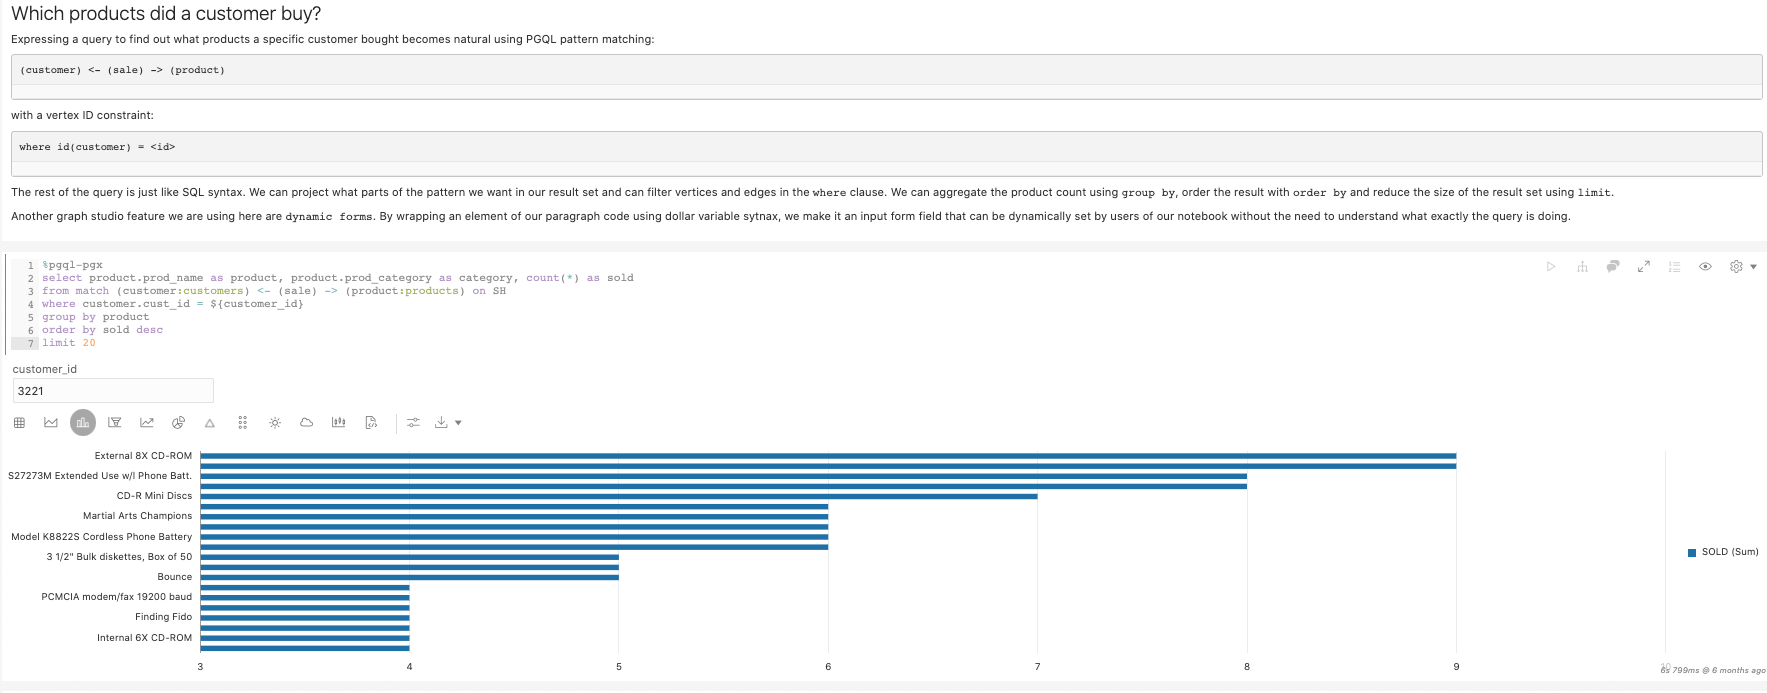 Which products did a customer buy?
Expressing a query to find out what products a specific customer bought becomes natural using PGQL pattern matching:
(customer) <- (sale) -> (product)
with a vertex ID constraint:
where id(customer) = <id>
The rest of the query is just like SQL syntax. We can project what parts of the pattern we want in our result set and can filter vertices and edges in the where clause. We can aggregate the product count using group by, order the result with order by and reduce the size of the result set using limit.
Another graph studio feature we are using here are dynamic forms. By wrapping an element of our paragraph code using dollar variable sytnax, we make it an input form field that can be dynamically set by users of our notebook without the need to understand what exactly the query is doing.
1 %pgql-pgx
2 select product.prod_name as product, product.prod_category as category, count(*) as sold
3 from match (customer:customers) <- (sale) -> (product:products) on SH
4 where customer.cust_id = ${customer_id}
5 group by product
6 order by sold desc
7 limit 20
customer_id
3221
External 8X CD-ROM
S27273M Extended Use w/l Phone Batt.
CD-R Mini Discs
Martial Arts Champions
Model K8822S Cordless Phone Battery
3 1/2" Bulk diskettes, Box of 50
Bounce
PCMCIA modem/fax 19200 baud
Finding Fido
Internal 6X CD-ROM
SOLD (Sum)
3 4 5 6 7 8 9 10
6s 799ms @ 6 months ago